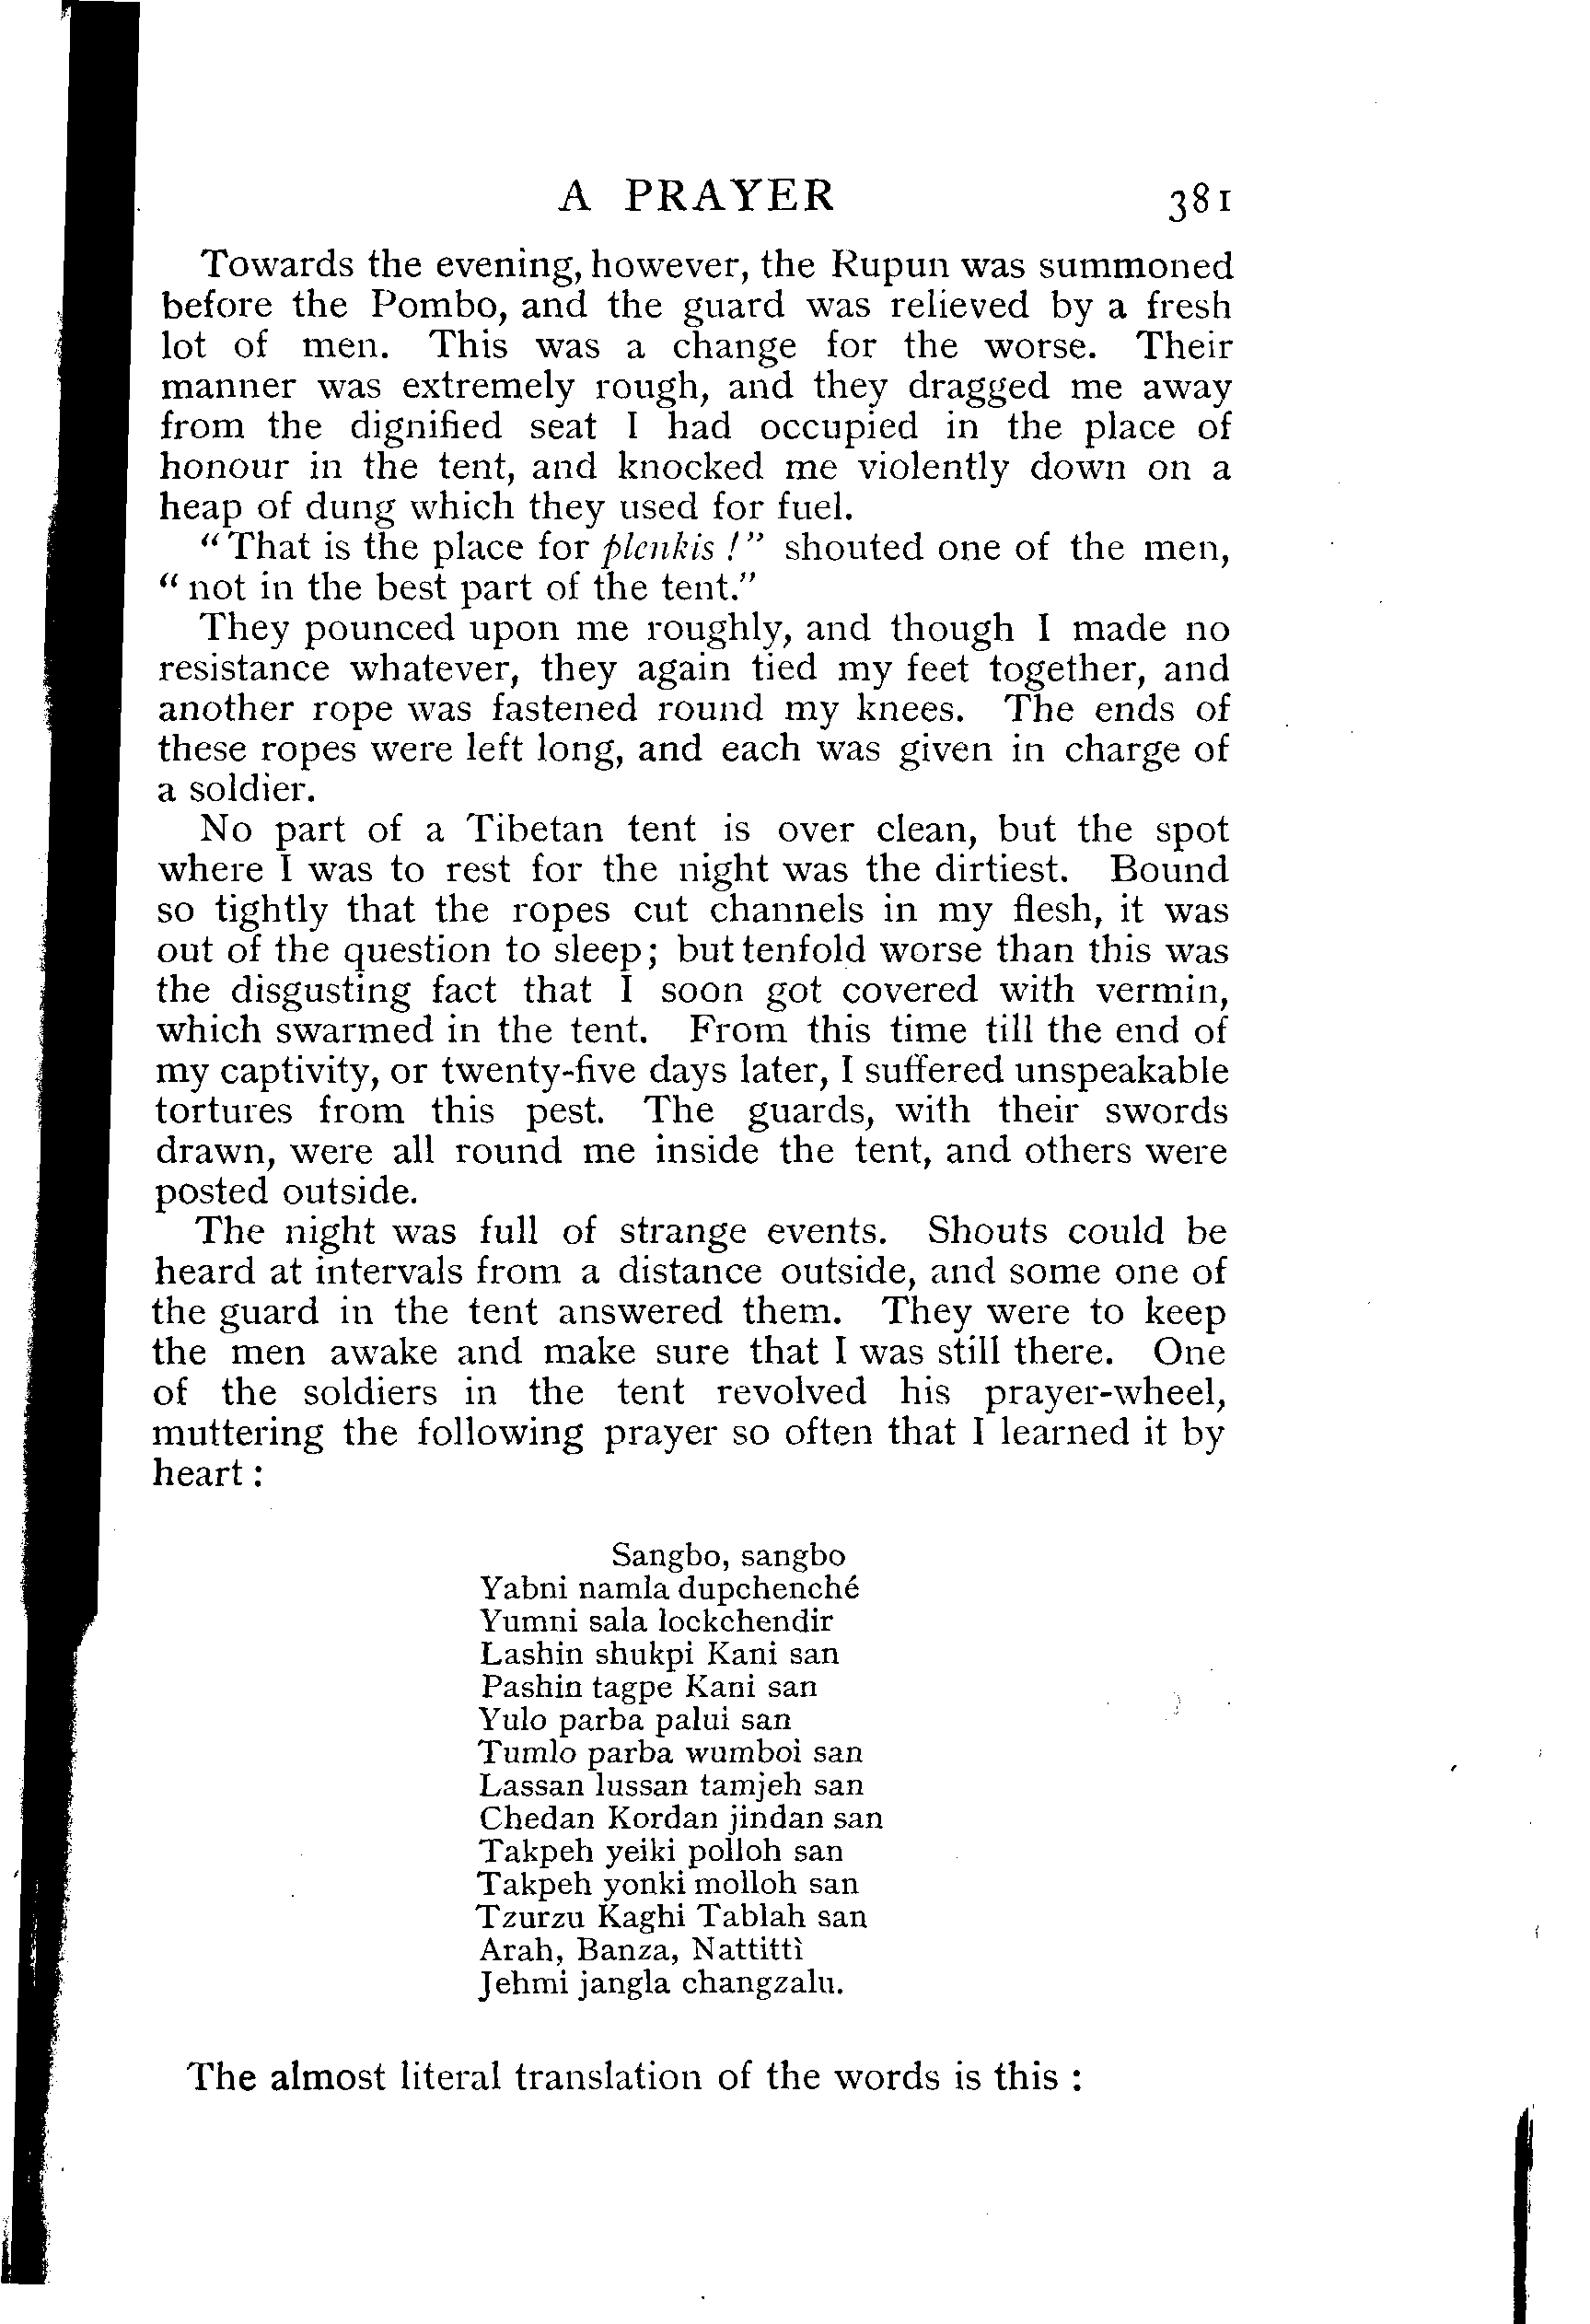 A PRAYER 381
Towards the evening, however, the Rupun was summoned
before the Pombo, and the guard was relieved by a fresh
lot of men. This was a change for the worse. Their
manner was extremely rough, and they dragged me away
from the dignified seat I had occupied in the place of
honour in the tent, and knocked me violently down on a
heap of dung which they used for fuel.
“That is the place for plenkis !” shouted one of the men,
“not in the best part of the tent.”
They pounced upon me roughly, and though I made no
resistance whatever, they again tied my feet together, and
another rope was fastened round my knees. The ends of
these ropes were left long, and each was given in charge of
a soldier.
No part of a Tibetan tent is over clean, but the spot
where I was to rest for the night was the dirtiest. Bound
so tightly that the ropes cut channels in my flesh, it was
out of the question to sleep; but tenfold worse than this was
the disgusting fact that I soon got covered with vermin,
which swarmed in the tent. From this time till the end of
my captivity, or twenty-five days later, I suffered unspeakable
tortures from this pest. The guards, with their swords
drawn, were all round me inside the tent, and others were
posted outside.
The night was full of strange events. Shouts could be
heard at intervals from a distance outside, and some one of
the guard in the tent answered them. They were to keep
the men awake and make sure that I was still there. One
of the soldiers in the tent revolved his prayer-wheel,
muttering the following prayer so often that I learned it by
heart :
Sangbo, sangbo
Yabni namla dupchenché
Yumni sala lockchendir
Lashin shukpi Kani san
Pashin tagpe Kani san
Yulo parba palui san
Tumlo parba wumboi san
Lassan lussan tamjeh san
Chedan Kordan jindan san
Takpeh yeiki polloh san
Takpeh yonki molloh san
Tzurzu Kaghi Tablah san
Arah, Banza, Nattittì
Jehmi jangla changzalu.
The almost literal translation of the words is this :